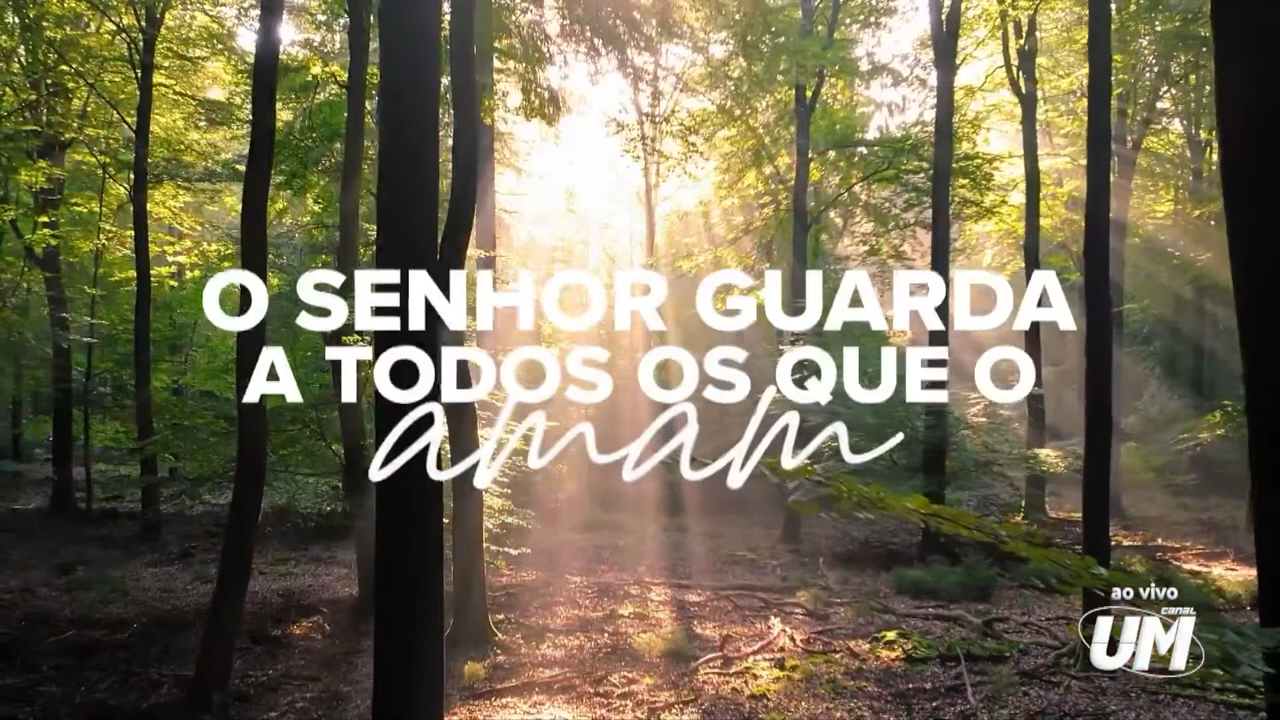 O SENHOR GUARDA
A TODOS OS QUE O
amam
ao vivo
canal
UM